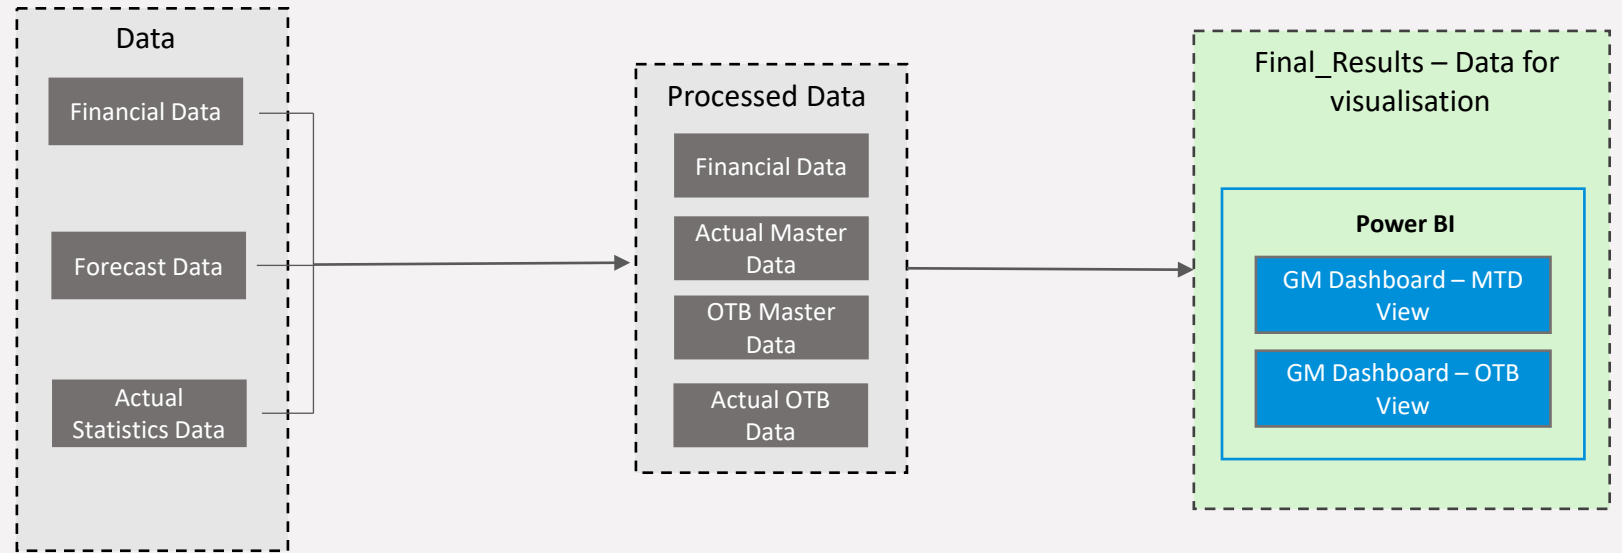 Data
Financial Data
Forecast Data
Actual
Statistics Data
Processed Data
Financial Data
Actual Master
Data
OTB Master
Data
Actual OTB
Data
Final_Results – Data for
visualisation
Power BI
GM Dashboard – MTD
View
GM Dashboard – OTB
View